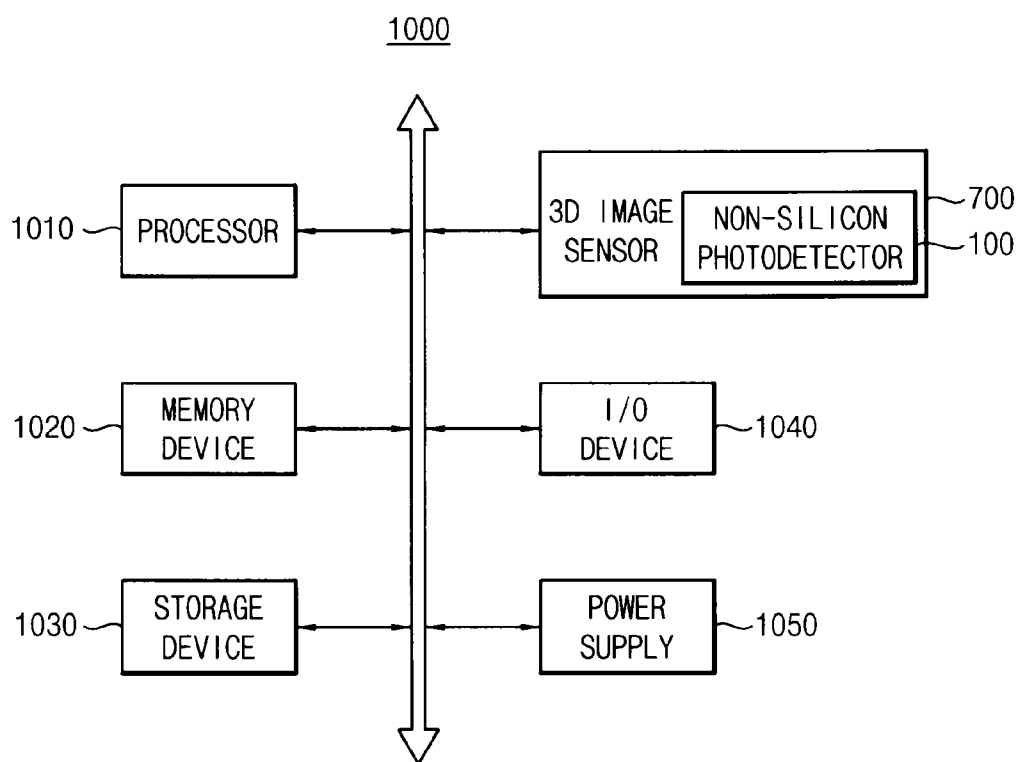 1000
1010
PROCESSOR
3D IMAGE
SENSOR
NON-SILICON
PHOTODETECTOR
700
100
1020
MEMORY
DEVICE
I/O
DEVICE
1040
1030
STORAGE
DEVICE
POWER
SUPPLY
1050